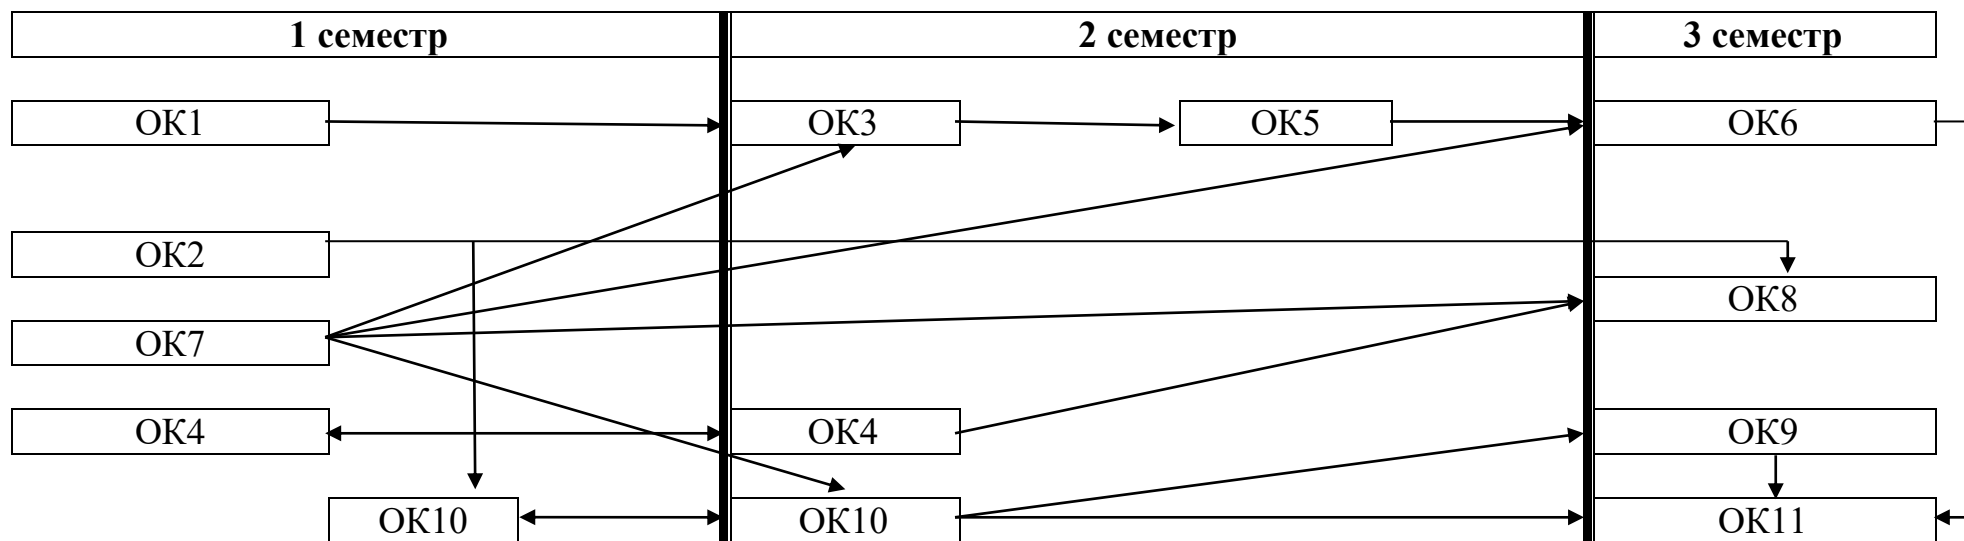 1 семестр 2 семестр 3 семестр
ОК1 ОК3 ОК5 ОК6
ОК2
ОК8
ОК7
ОК4 ОК4 ОК9
ОК10 ОК10 ОК11